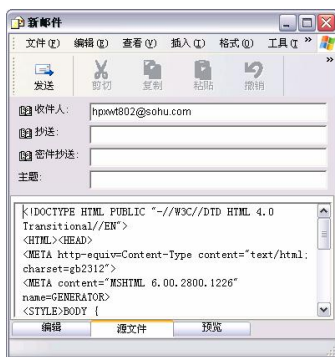 新邮件
文件(F) 编辑(E) 查看(V) 插入(I) 格式(O) 工具(T »
发送 剪切 复制 粘贴 撤销 »
收件人: hpxwt802@sohu.com
抄送:
密件抄送:
主题:
<!DOCTYPE HTML PUBLIC "-//W3C//DTD HTML 4.0
Transitional//EN">
<HTML><HEAD>
<META http-equiv=Content-Type content="text/html;
charset=gb2312">
<META content="MSHTML 6.00.2800.1226"
name=GENERATOR>
<STYLE>BODY {
编辑 源文件 预览